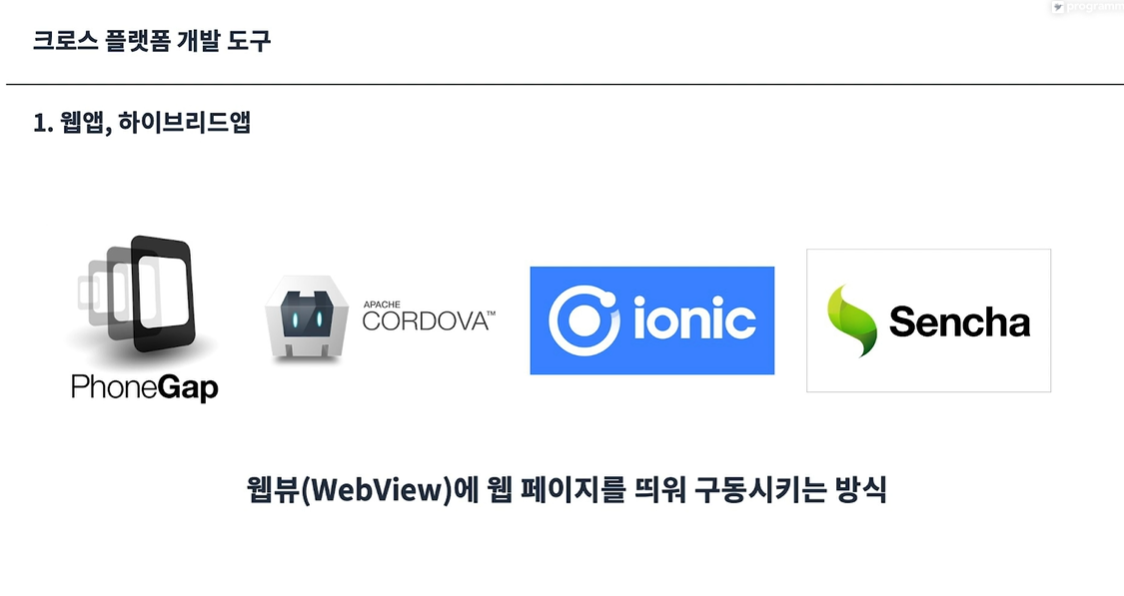 programe
크로스 플랫폼 개발 도구
1. 웹앱, 하이브리드앱
PhoneGap
APACHE
CORDOVA™
ionic
Sencha
웹뷰(WebView)에 웹 페이지를 띄워 구동시키는 방식